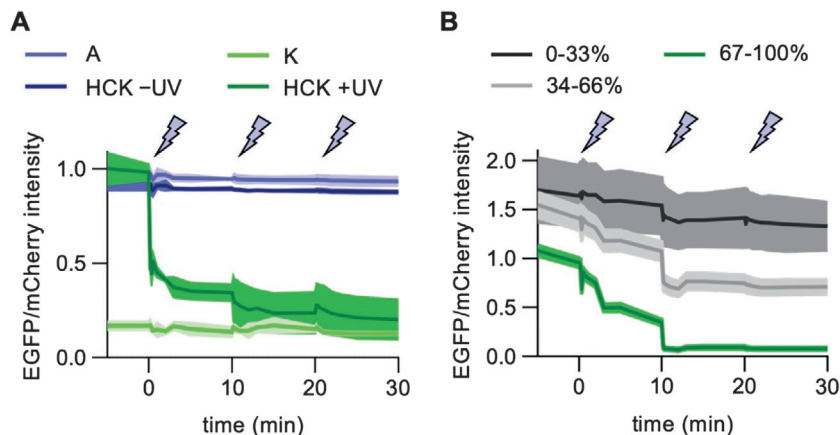 A
A
K
HCK −UV
HCK +UV
EGFP/mCherry intensity
1.0
0.5
0.0
0
10
20
30
time (min)
B
0-33%
67-100%
34-66%
EGFP/mCherry intensity
2.0
1.5
1.0
0.5
0.0
0
10
20
30
time (min)